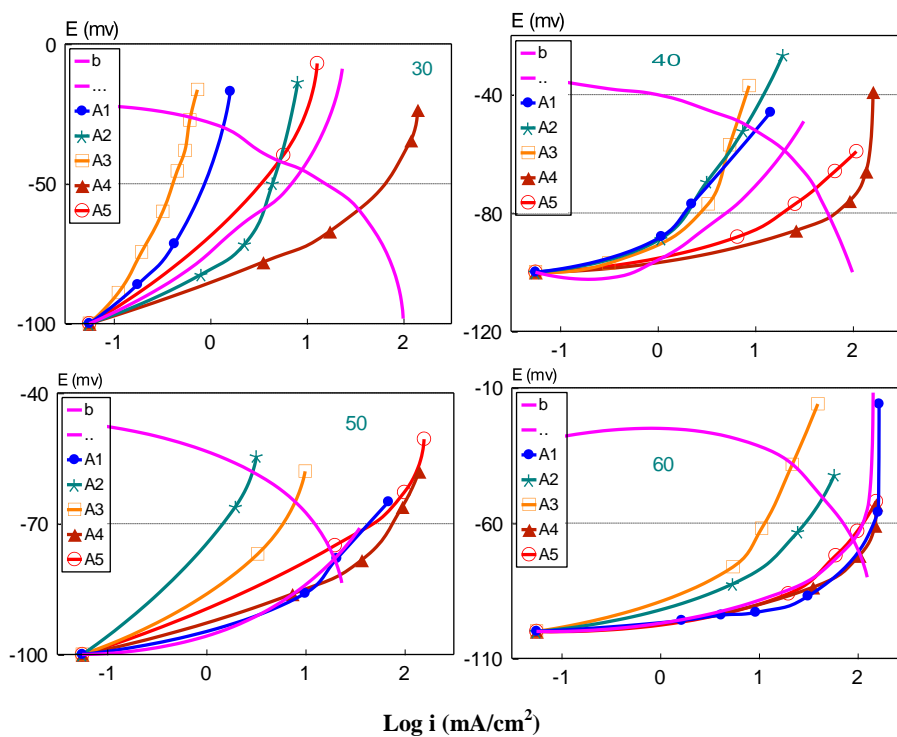 E (mv)
0
-50
-100
-1
0
1
2
30
b
...
A1
A2
A3
A4
A5
E (mv)
-40
-80
-120
-1
0
1
2
40
b
..
A1
A2
A3
A4
A5
E (mv)
-40
-70
-100
-1
0
1
2
50
b
..
A1
A2
A3
A4
A5
E (mv)
-10
-60
-110
-1
0
1
2
60
b
..
A1
A2
A3
A4
A5
Log i (mA/cm²)